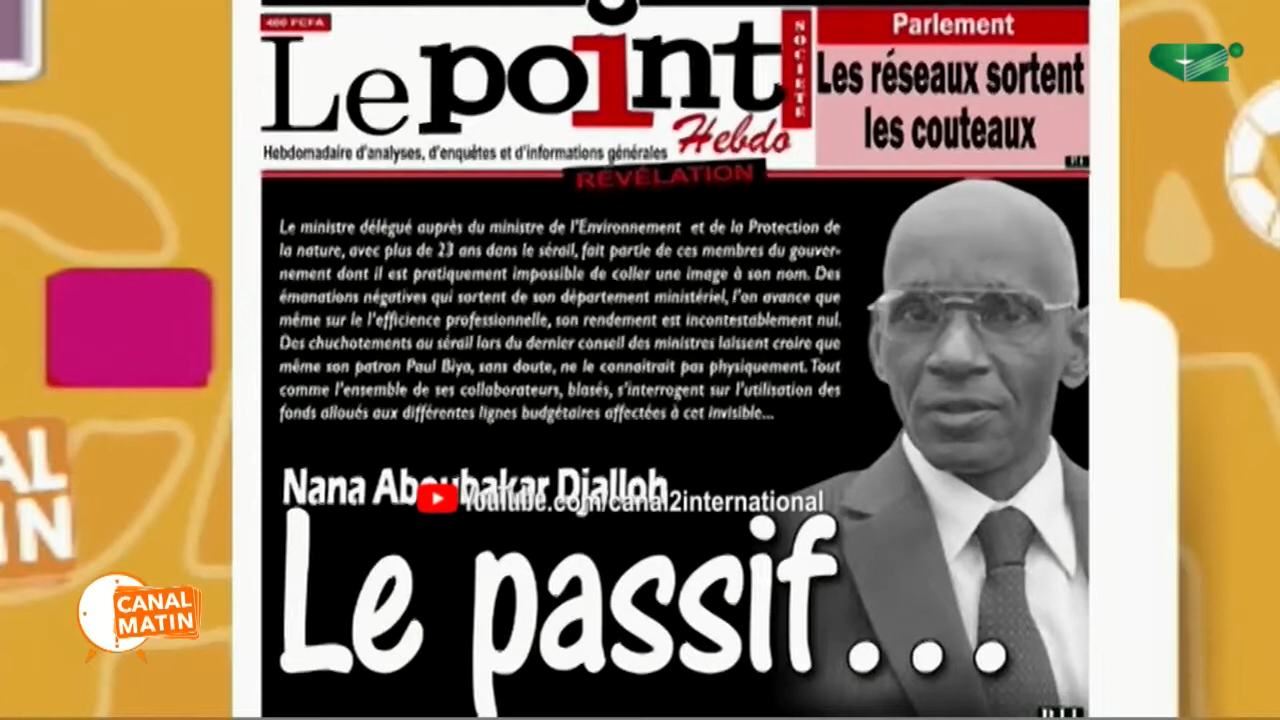 400 FCFA
Le point
Hebdo
SOCIETE
Hebdomadaire d'analyses, d'enquêtes et d'informations générales
Parlement
Les réseaux sortent
les couteaux
RÉVÉLATION
Le ministre délégué auprès du ministre de l'Environnement et de la Protection de
la nature, avec plus de 23 ans dans le sérail, fait partie de ces membres du gouver-
nement dont il est pratiquement impossible de coller une image à son nom. Des
émanations négatives qui sortent de son département ministériel, l'on avance que
même sur le l'efficience professionnelle, son rendement est incontestablement nul.
Des chuchotements au sérail lors du dernier conseil des ministres laissent croire que
même son patron Paul Biya, sans doute, ne le connaîtrait pas physiquement. Tout
comme l'ensemble de ses collaborateurs, blasés, s'interrogent sur l'utilisation des
fonds alloués aux différentes lignes budgétaires affectées à cet invisible...
Nana Aboubakar Djalloh
Youtube.com/canal2international
Le passif...
CANAL
MATIN
AL
IN